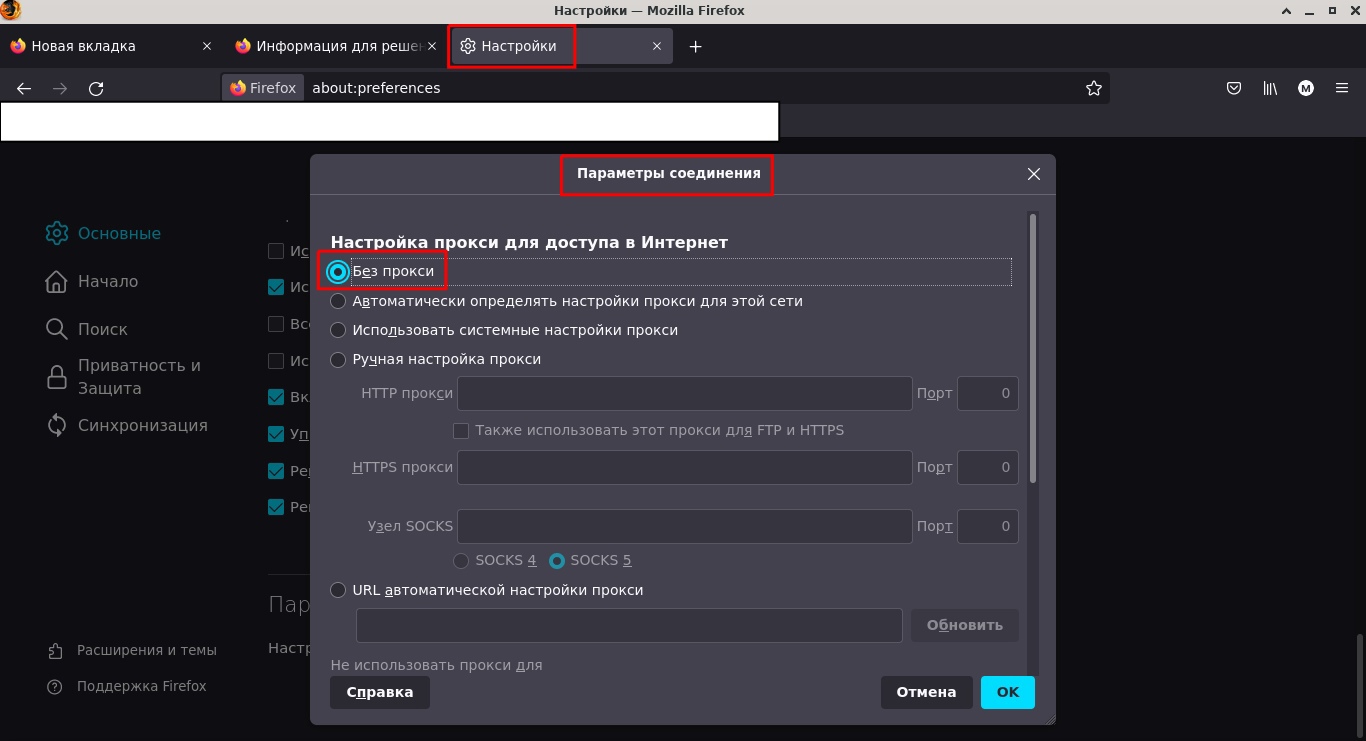 Настройки — Mozilla Firefox
Новая вкладка
Информация для реше
Настройки
Firefox about:preferences
M
Параметры соединения
Основные
Начало
Поиск
Приватность и
Защита
Синхронизация
Расширения и темы
Поддержка Firefox
Ис
Ис
Вс
Ис
Вк
Уп
Ре
Ре
Пар
Настр
Настройка прокси для доступа в Интернет
Без прокси
Автоматически определять настройки прокси для этой сети
Использовать системные настройки прокси
Ручная настройка прокси
HTTP прокси Порт 0
Также использовать этот прокси для FTP и HTTPS
HTTPS прокси Порт 0
Узел SOCKS Порт 0
SOCKS 4 SOCKS 5
URL автоматической настройки прокси
Обновить
Не использовать прокси для
Справка Отмена OK